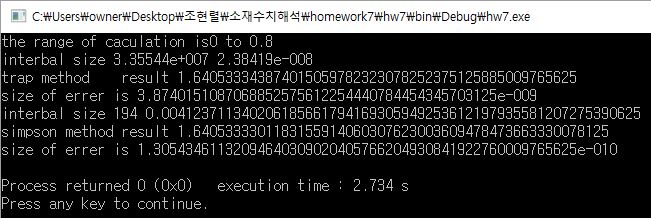 C:₩Users₩owner₩Desktop₩조현렬₩소재수치해석₩homework7₩hw7₩bin₩Debug₩hw7.exe
the range of caculation is0 to 0.8
interbal size 3.35544e+007 2.38419e-008
trap method   result 1.640533343874015059782323078252375125885009765625
size of errer is 3.8740151087068852575612254440784454345703125e-009
interbal size 194 0.00412371134020618566179416930594925361219793558120727539 0625
simpson method result 1.6405333301183155914060307623003609478473663330078125
size of errer is 1.30543461132094640309020405766204930841922760009765625e-010
Process returned 0 (0x0)   execution time : 2.734 s
Press any key to continue.